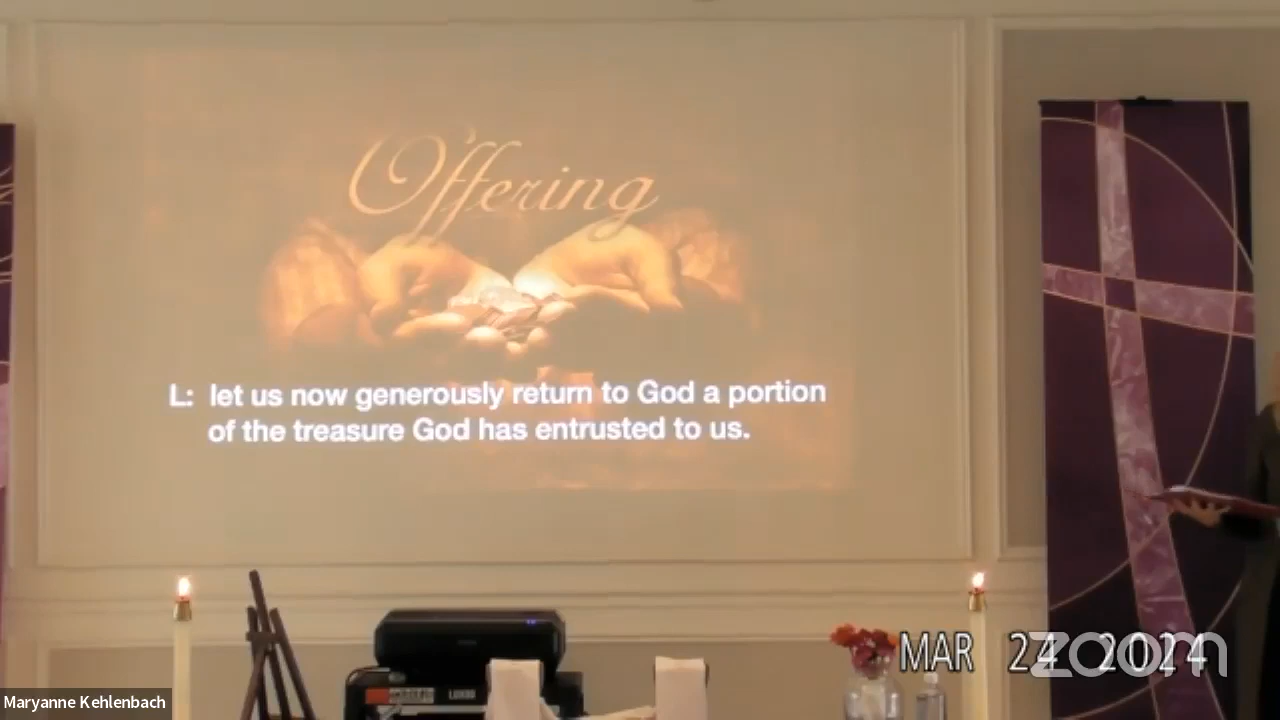 Offering
L: let us now generously return to God a portion
of the treasure God has entrusted to us.
MAR 24 2024
zoom
Maryanne Kehlenbach